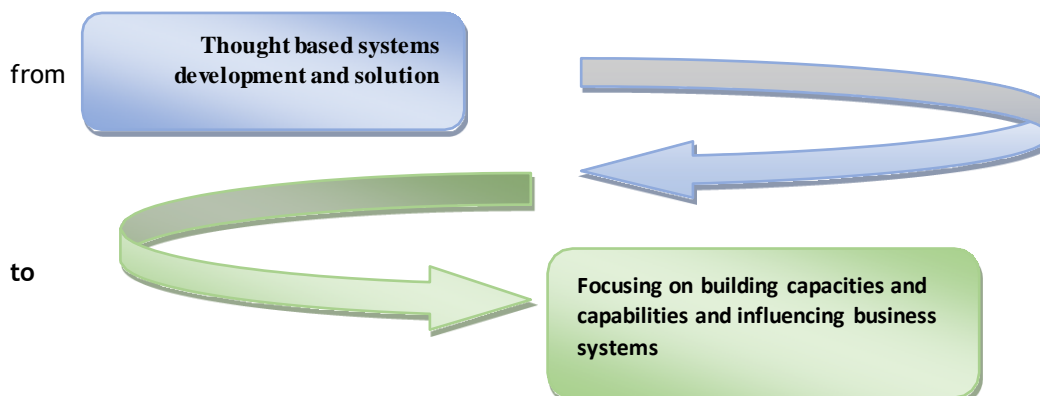 from
Thought based systems
development and solution
to
Focusing on building capacities and
capabilities and influencing business
systems